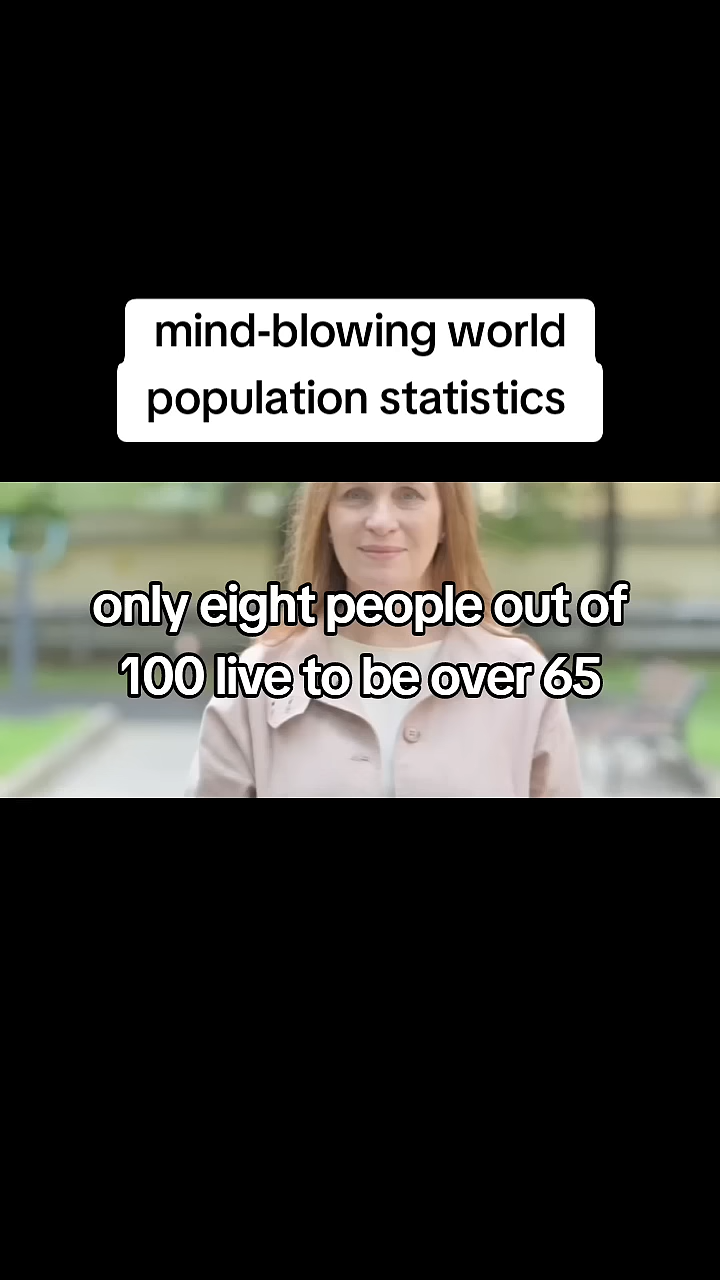 mind-blowing world
population statistics
only eight people out of
100 live to be over 65